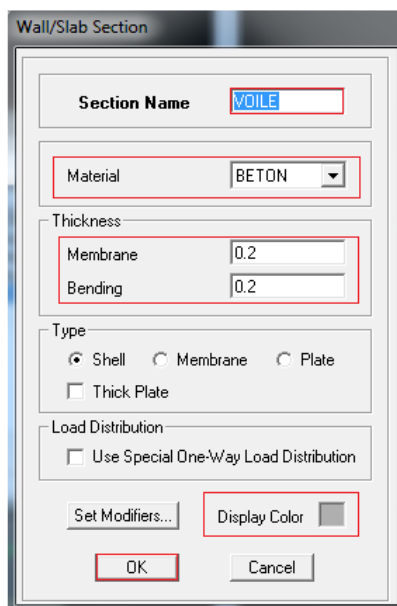 Wall/Slab Section
Section Name VOILE
Material BETON
Thickness
Membrane 0.2
Bending 0.2
Type
Shell Membrane Plate
Thick Plate
Load Distribution
Use Special One-Way Load Distribution
Set Modifiers... Display Color
OK Cancel